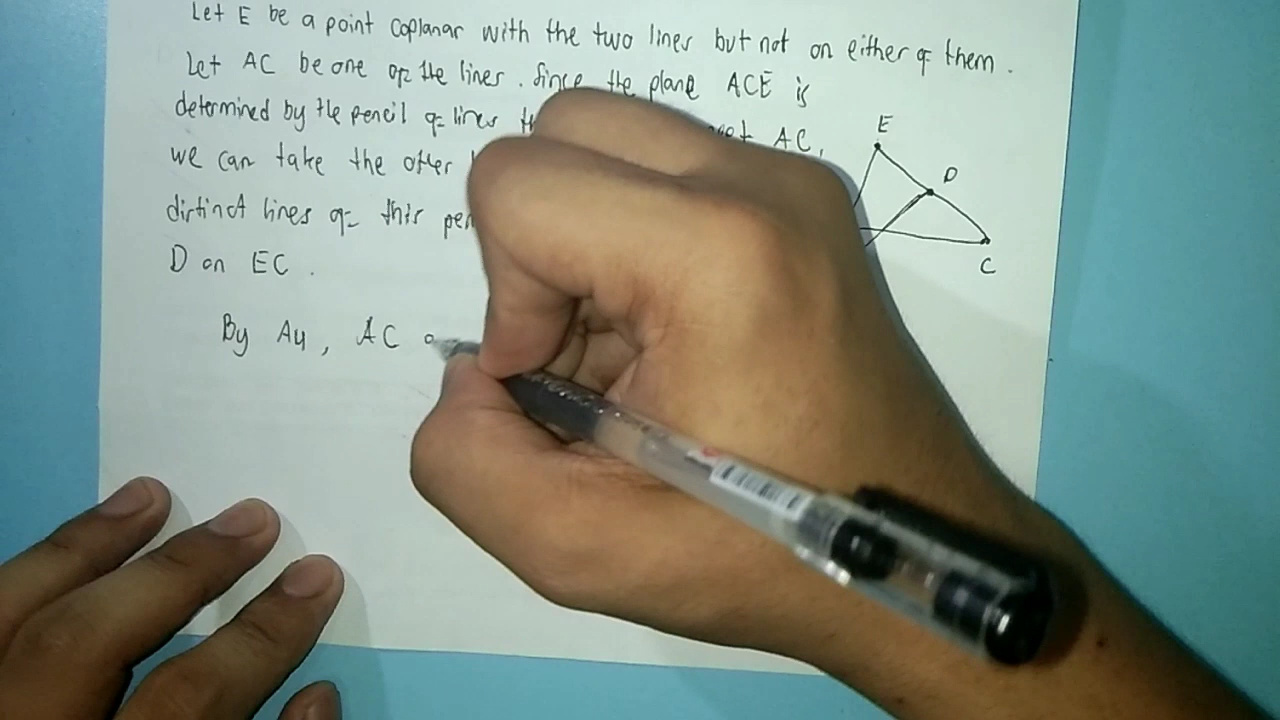 Let E be a point coplanar with the two lines but not on either of them.
Let AC be one of the lines. Since the plane ACE is
determined by the pencil of lines AC,
we can take the other
distinct lines of this
D on EC.
By A4, AC
E
D
C